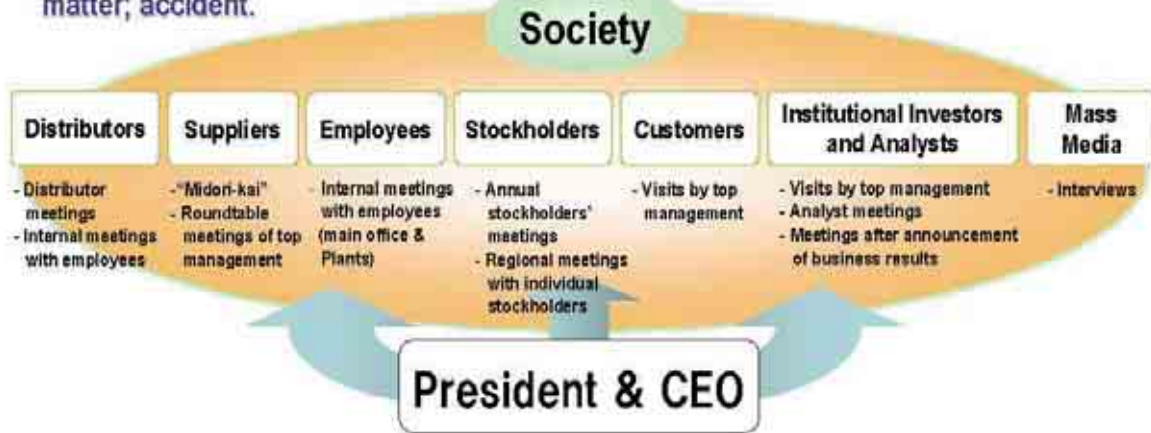 matter; accident.
Society
Distributors
Suppliers
Employees
Stockholders
Customers
Institutional Investors
and Analysts
Mass
Media
- Distributor
meetings
- Internal meetings
with employees
-"Midori-kai"
- Roundtable
meetings of top
management
- Internal meetings
with employees
(main office &
Plants)
- Annual
stockholders'
meetings
- Regional meetings
with individual
stockholders
- Visits by top
management
- Visits by top management
- Analyst meetings
- Meetings after announcement
of business results
- Interviews
President & CEO